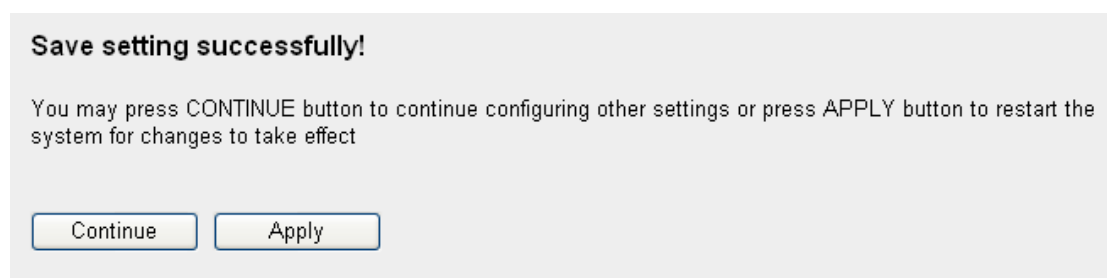 Save setting successfully!
You may press CONTINUE button to continue configuring other settings or press APPLY button to restart the
system for changes to take effect
Continue
Apply